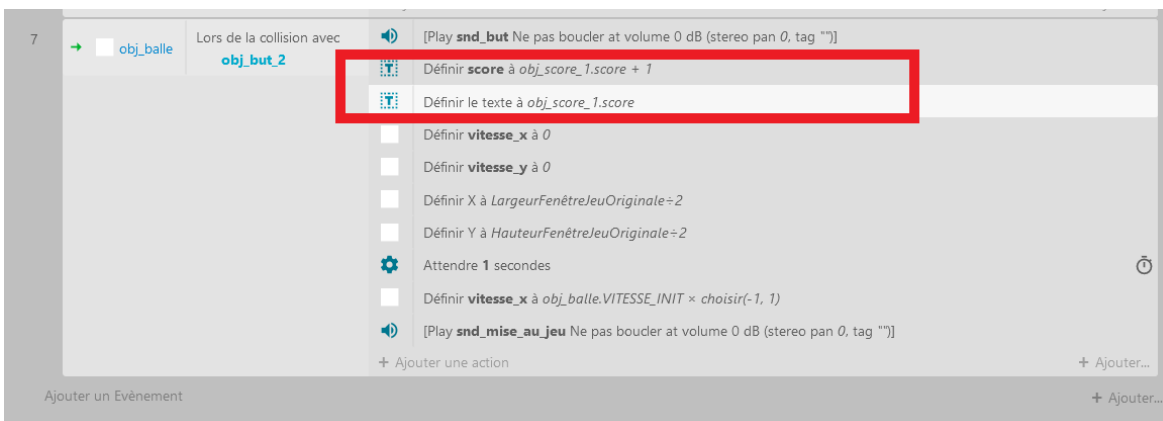 7
obj_balle
Lors de la collision avec
obj_but_2
[Play snd_but Ne pas boucler at volume 0 dB (stereo pan 0, tag "")]
Définir score à obj_score_1.score + 1
Définir le texte à obj_score_1.score
Définir vitesse_x à 0
Définir vitesse_y à 0
Définir X à LargeurFenêtreJeuOriginale÷2
Définir Y à HauteurFenêtreJeuOriginale÷2
Attendre 1 secondes
Définir vitesse_x à obj_balle.VITESSE_INIT × choisir(-1, 1)
[Play snd_mise_au_jeu Ne pas boucler at volume 0 dB (stereo pan 0, tag "")]
+ Ajouter une action
+ Ajouter...
Ajouter un Evènement
+ Ajouter...